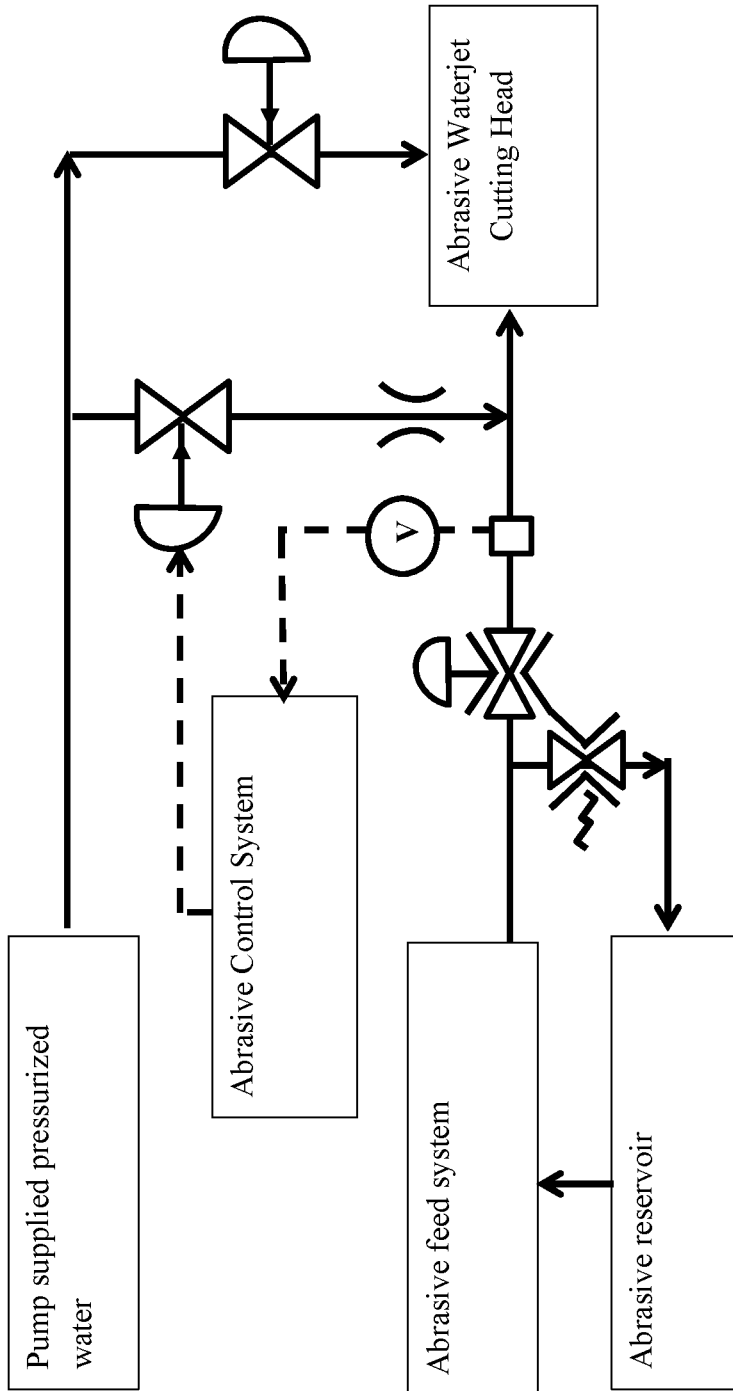 Pump supplied pressurized
water
Abrasive Control System
Abrasive feed system
Abrasive reservoir
V
Abrasive Waterjet
Cutting Head